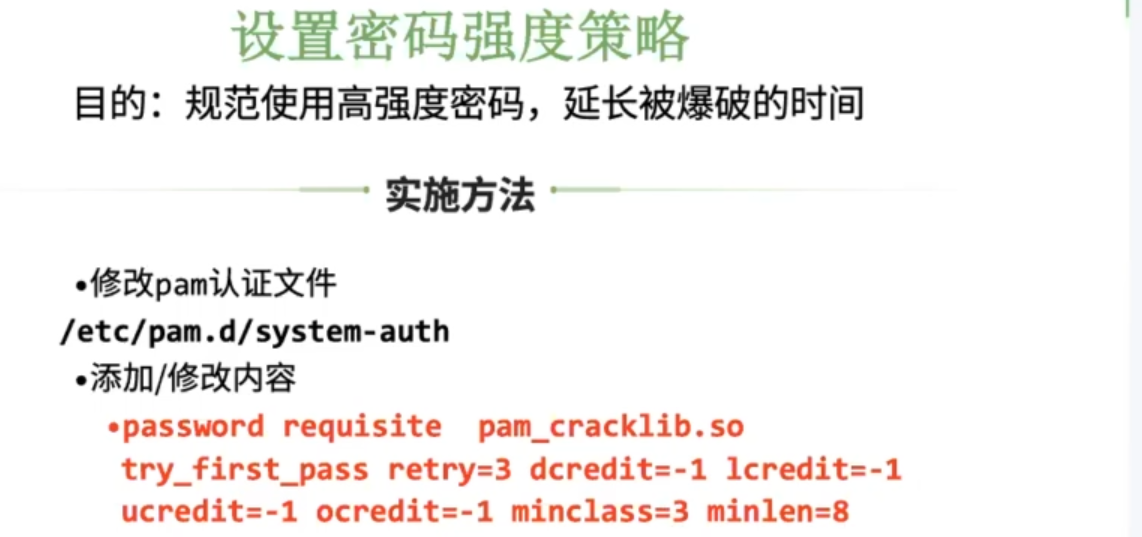 设置密码强度策略
目的：规范使用高强度密码，延长被爆破的时间
实施方法
•修改pam认证文件
/etc/pam.d/system-auth
•添加/修改内容
•password requisite  pam_cracklib.so
try_first_pass retry=3 dcredit=-1 lcredit=-1
ucredit=-1 ocredit=-1 minclass=3 minlen=8